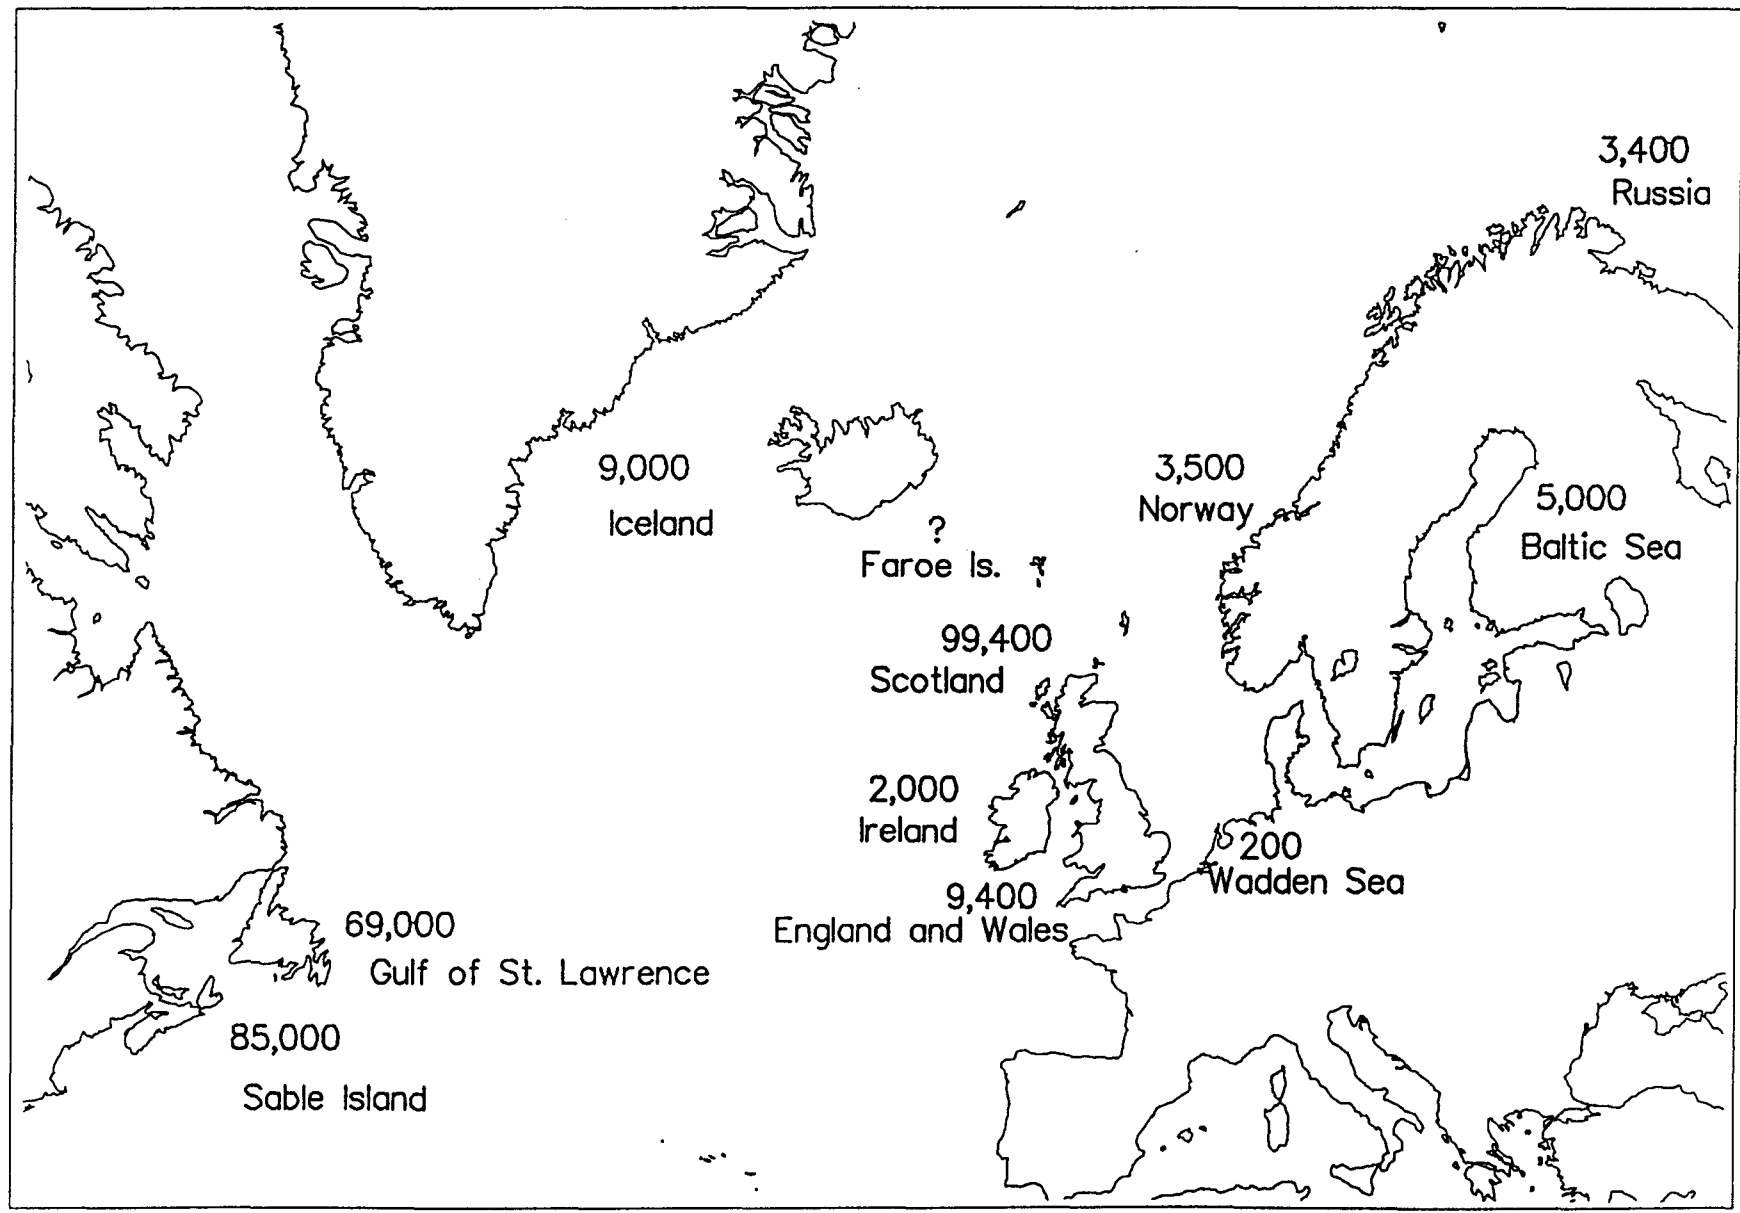 3,400
Russia
9,000
Iceland
3,500
Norway
5,000
Baltic Sea
?
Faroe Is.
99,400
Scotland
2,000
Ireland
200
Wadden Sea
9,400
England and Wales
69,000
Gulf of St. Lawrence
85,000
Sable Island